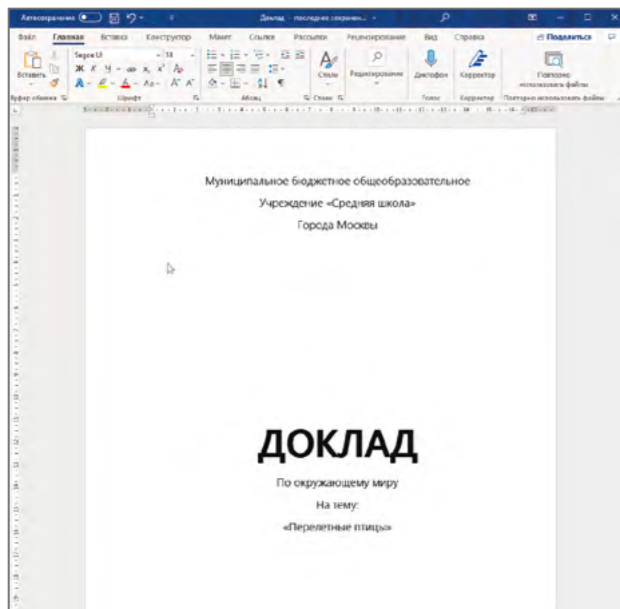 Автосохранение
Доклад - последнее сохранен...
Файл Главная Вставка Конструктор Макет Ссылки Рассылки Рецензирование Вид Справка Поделиться
Вставить
Segoe UI 14
Ж К Ч
Стили
Редактирование
Диктофон
Корректор
Повторно
использовать файлы
Буфер обмена Шрифт Абзац Стили Голос Корректор Повторно использовать файлы
Муниципальное бюджетное общеобразовательное
Учреждение «Средняя школа»
Города Москвы
ДОКЛАД
По окружающему миру
На тему:
«Перелетные птицы»